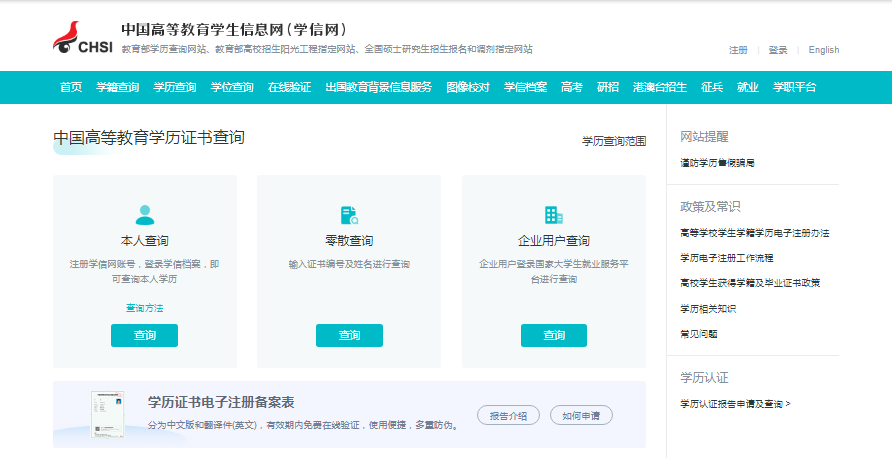 中国高等教育学生信息网(学信网)
CHSI
教育部学历查询网站、教育部高校招生阳光工程指定网站、全国硕士研究生招生报名和调剂指定网站
注册 | 登录 | English
首页 学籍查询 学历查询 学位查询 在线验证 出国教育背景信息服务 图像校对 学信档案 高考 研招 港澳台招生 征兵 就业 学职平台
中国高等教育学历证书查询
学历查询范围
本人查询
注册学信网账号，登录学信档案，即
可查询本人学历
查询方法
查询
零散查询
输入证书编号及姓名进行查询
查询
企业用户查询
企业用户登录国家大学生就业服务平
台进行查询
查询
学历证书电子注册备案表
分为中文版和翻译件(英文)，有效期内免费在线验证，使用便捷，多重防伪。
报告介绍
如何申请
网站提醒
谨防学历售假骗局
政策及常识
高等学校学生学籍学历电子注册办法
学历电子注册工作流程
高校学生获得学籍及毕业证书政策
学历相关知识
常见问题
学历认证
学历认证报告申请及查询 >